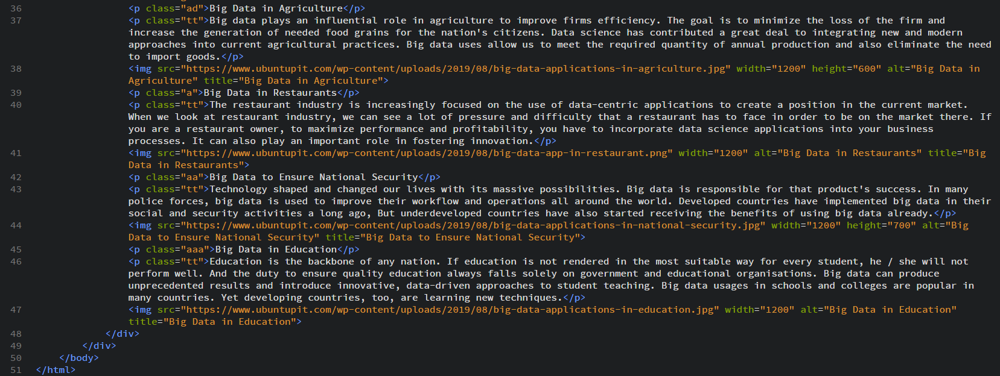 36 <p class="ad">Big Data in Agriculture</p>
37 <p class="tt">Big data plays an influential role in agriculture to improve firms efficiency. The goal is to minimize the loss of the firm and
increase the generation of needed food grains for the nation's citizens. Data science has contributed a great deal to integrating new and modern
approaches into current agricultural practices. Big data uses allow us to meet the required quantity of annual production and also eliminate the need
to import goods.</p>
38 <img src="https://www.ubuntupit.com/wp-content/uploads/2019/08/big-data-applications-in-agriculture.jpg" width="1200" height="600" alt="Big Data in
Agriculture" title="Big Data in Agriculture">
39 <p class="a">Big Data in Restaurants</p>
40 <p class="tt">The restaurant industry is increasingly focused on the use of data-centric applications to create a position in the current market.
When we look at restaurant industry, we can see a lot of pressure and difficulty that a restaurant has to face in order to be on the market there. If
you are a restaurant owner, to maximize performance and profitability, you have to incorporate data science applications into your business
processes. It can also play an important role in fostering innovation.</p>
41 <img src="https://www.ubuntupit.com/wp-content/uploads/2019/08/big-data-app-in-restaurant.png" width="1200" alt="Big Data in Restaurants" title="Big
Data in Restaurants">
42 <p class="aa">Big Data to Ensure National Security</p>
43 <p class="tt">Technology shaped and changed our lives with its massive possibilities. Big data is responsible for that product's success. In many
police forces, big data is used to improve their workflow and operations all around the world. Developed countries have implemented big data in their
social and security activities a long ago, But underdeveloped countries have also started receiving the benefits of using big data already.</p>
44 <img src="https://www.ubuntupit.com/wp-content/uploads/2019/08/big-data-applications-in-national-security.jpg" width="1200" height="700" alt="Big
Data to Ensure National Security" title="Big Data to Ensure National Security">
45 <p class="aaa">Big Data in Education</p>
46 <p class="tt">Education is the backbone of any nation. If education is not rendered in the most suitable way for every student, he / she will not
perform well. And the duty to ensure quality education always falls solely on government and educational organisations. Big data can produce
unprecedented results and introduce innovative, data-driven approaches to student teaching. Big data usages in schools and colleges are popular in
many countries. Yet developing countries, too, are learning new techniques.</p>
47 <img src="https://www.ubuntupit.com/wp-content/uploads/2019/08/big-data-applications-in-education.jpg" width="1200" alt="Big Data in Education"
title="Big Data in Education">
48 </div>
49 </div>
50 </body>
51 </html>